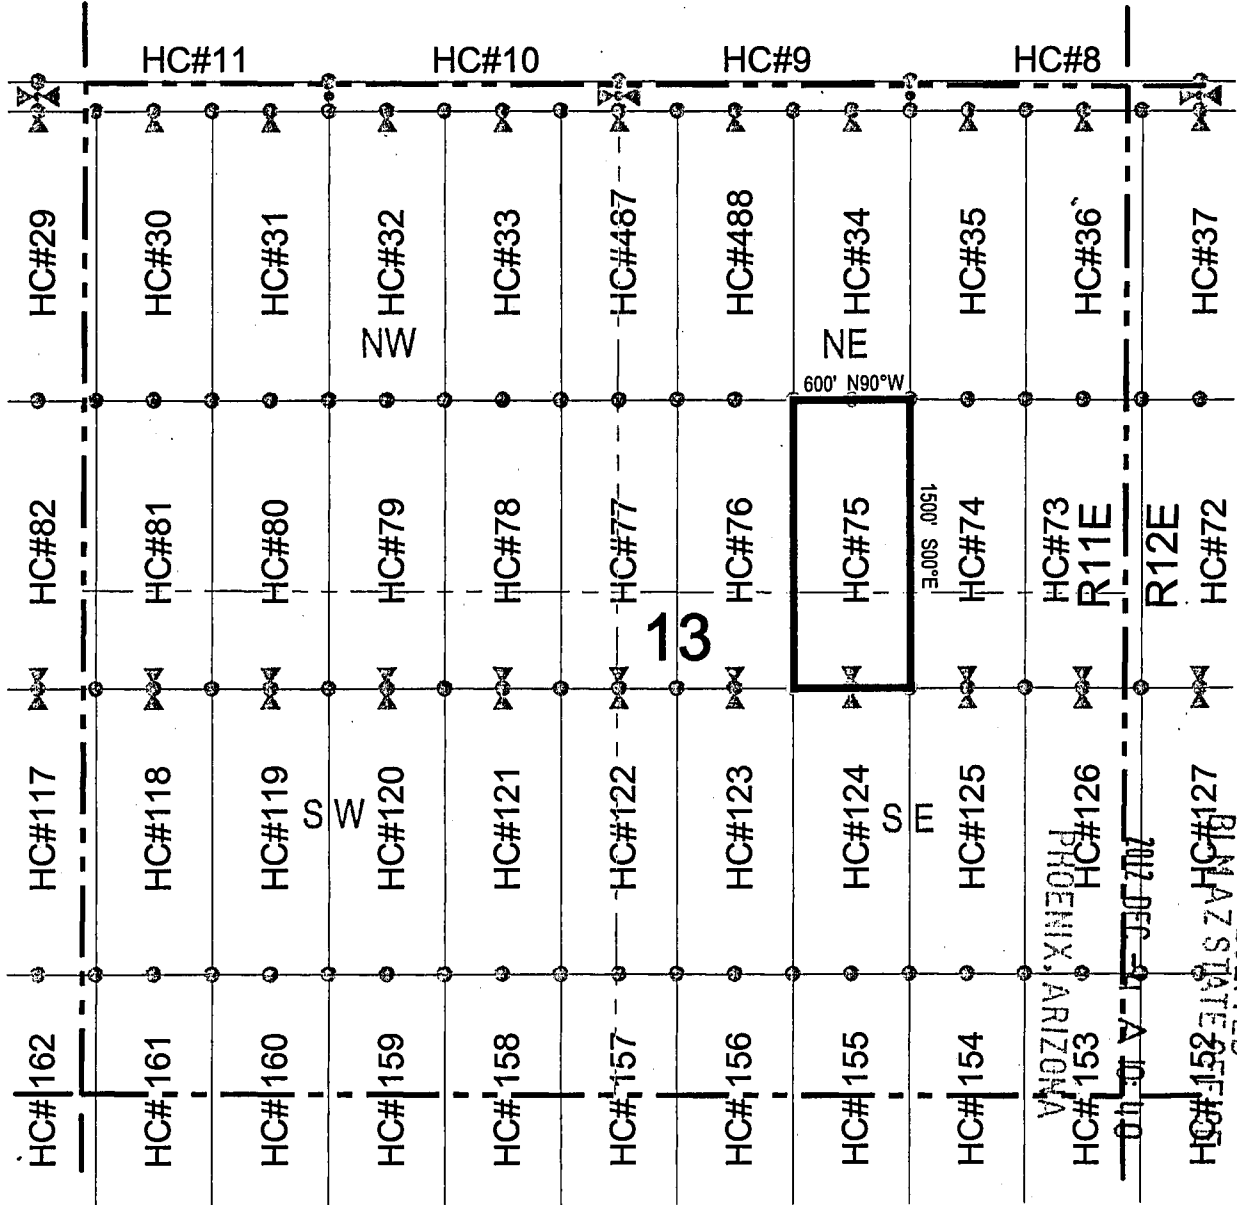 HC#11 HC#10 HC#9 HC#8
HC#29 HC#30 HC#31 HC#32 HC#33 HC#487 HC#488 HC#34 HC#35 HC#36 HC#37
NW NE
600' N90°W
HC#82 HC#81 HC#80 HC#79 HC#78 HC#77 HC#76 HC#75 HC#74 HC#73 HC#72
1500' S00°E
R11E R12E
13
HC#117 HC#118 HC#119 HC#120 HC#121 HC#122 HC#123 HC#124 HC#125 HC#126 HC#127
SW SE
HC#162 HC#161 HC#160 HC#159 HC#158 HC#157 HC#156 HC#155 HC#154 HC#153 HC#152
BLM AZ STATE OFFICE
2012 DEC A 10:40
PHOENIX, ARIZONA